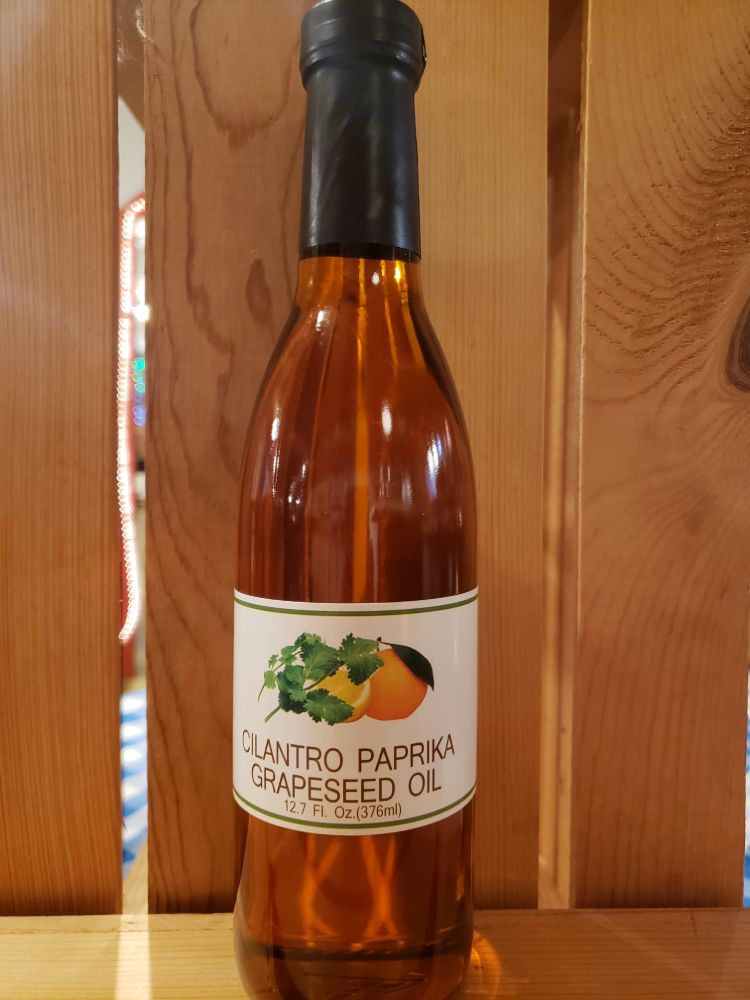 CILANTRO PAPRIKA
GRAPESEED OIL
12.7 Fl. Oz.(376ml)